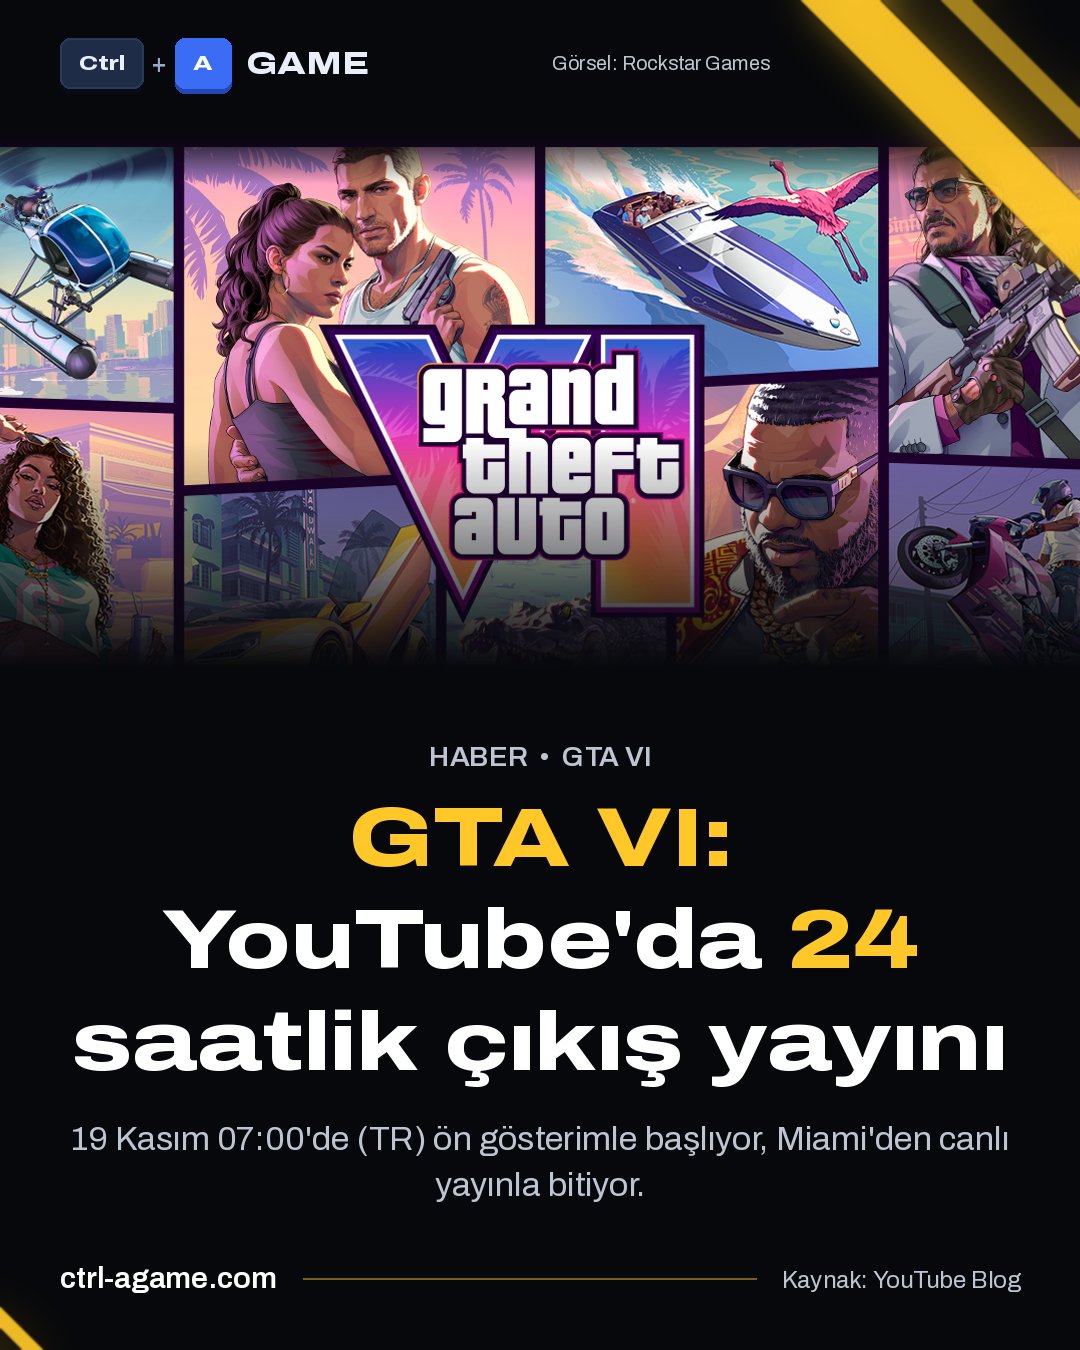 Ctrl + A GAME
Görsel: Rockstar Games
VI
grand
theft
auto
HABER • GTA VI
GTA VI:
YouTube'da 24
saatlik çıkış yayını
19 Kasım 07:00'de (TR) ön gösterimle başlıyor, Miami'den canlı
yayınla bitiyor.
ctrl-agame.com
Kaynak: YouTube Blog